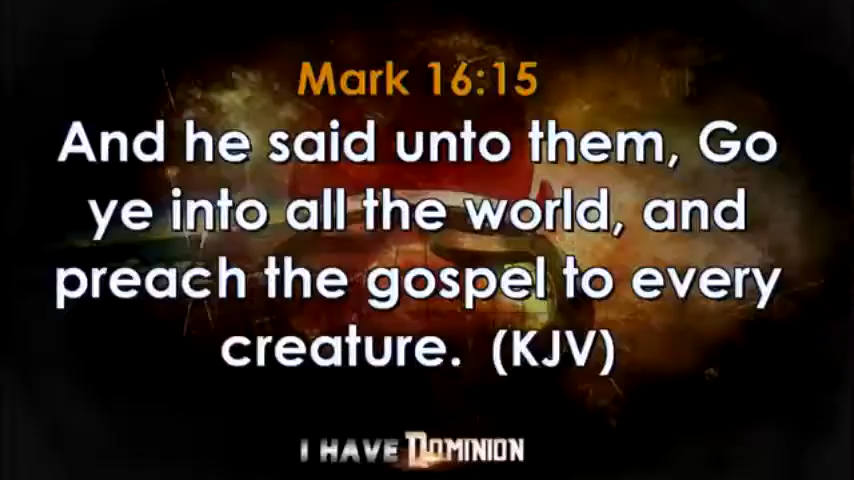 Mark 16:15
And he said unto them, Go
ye into all the world, and
preach the gospel to every
creature. (KJV)
I HAVE DOMINION